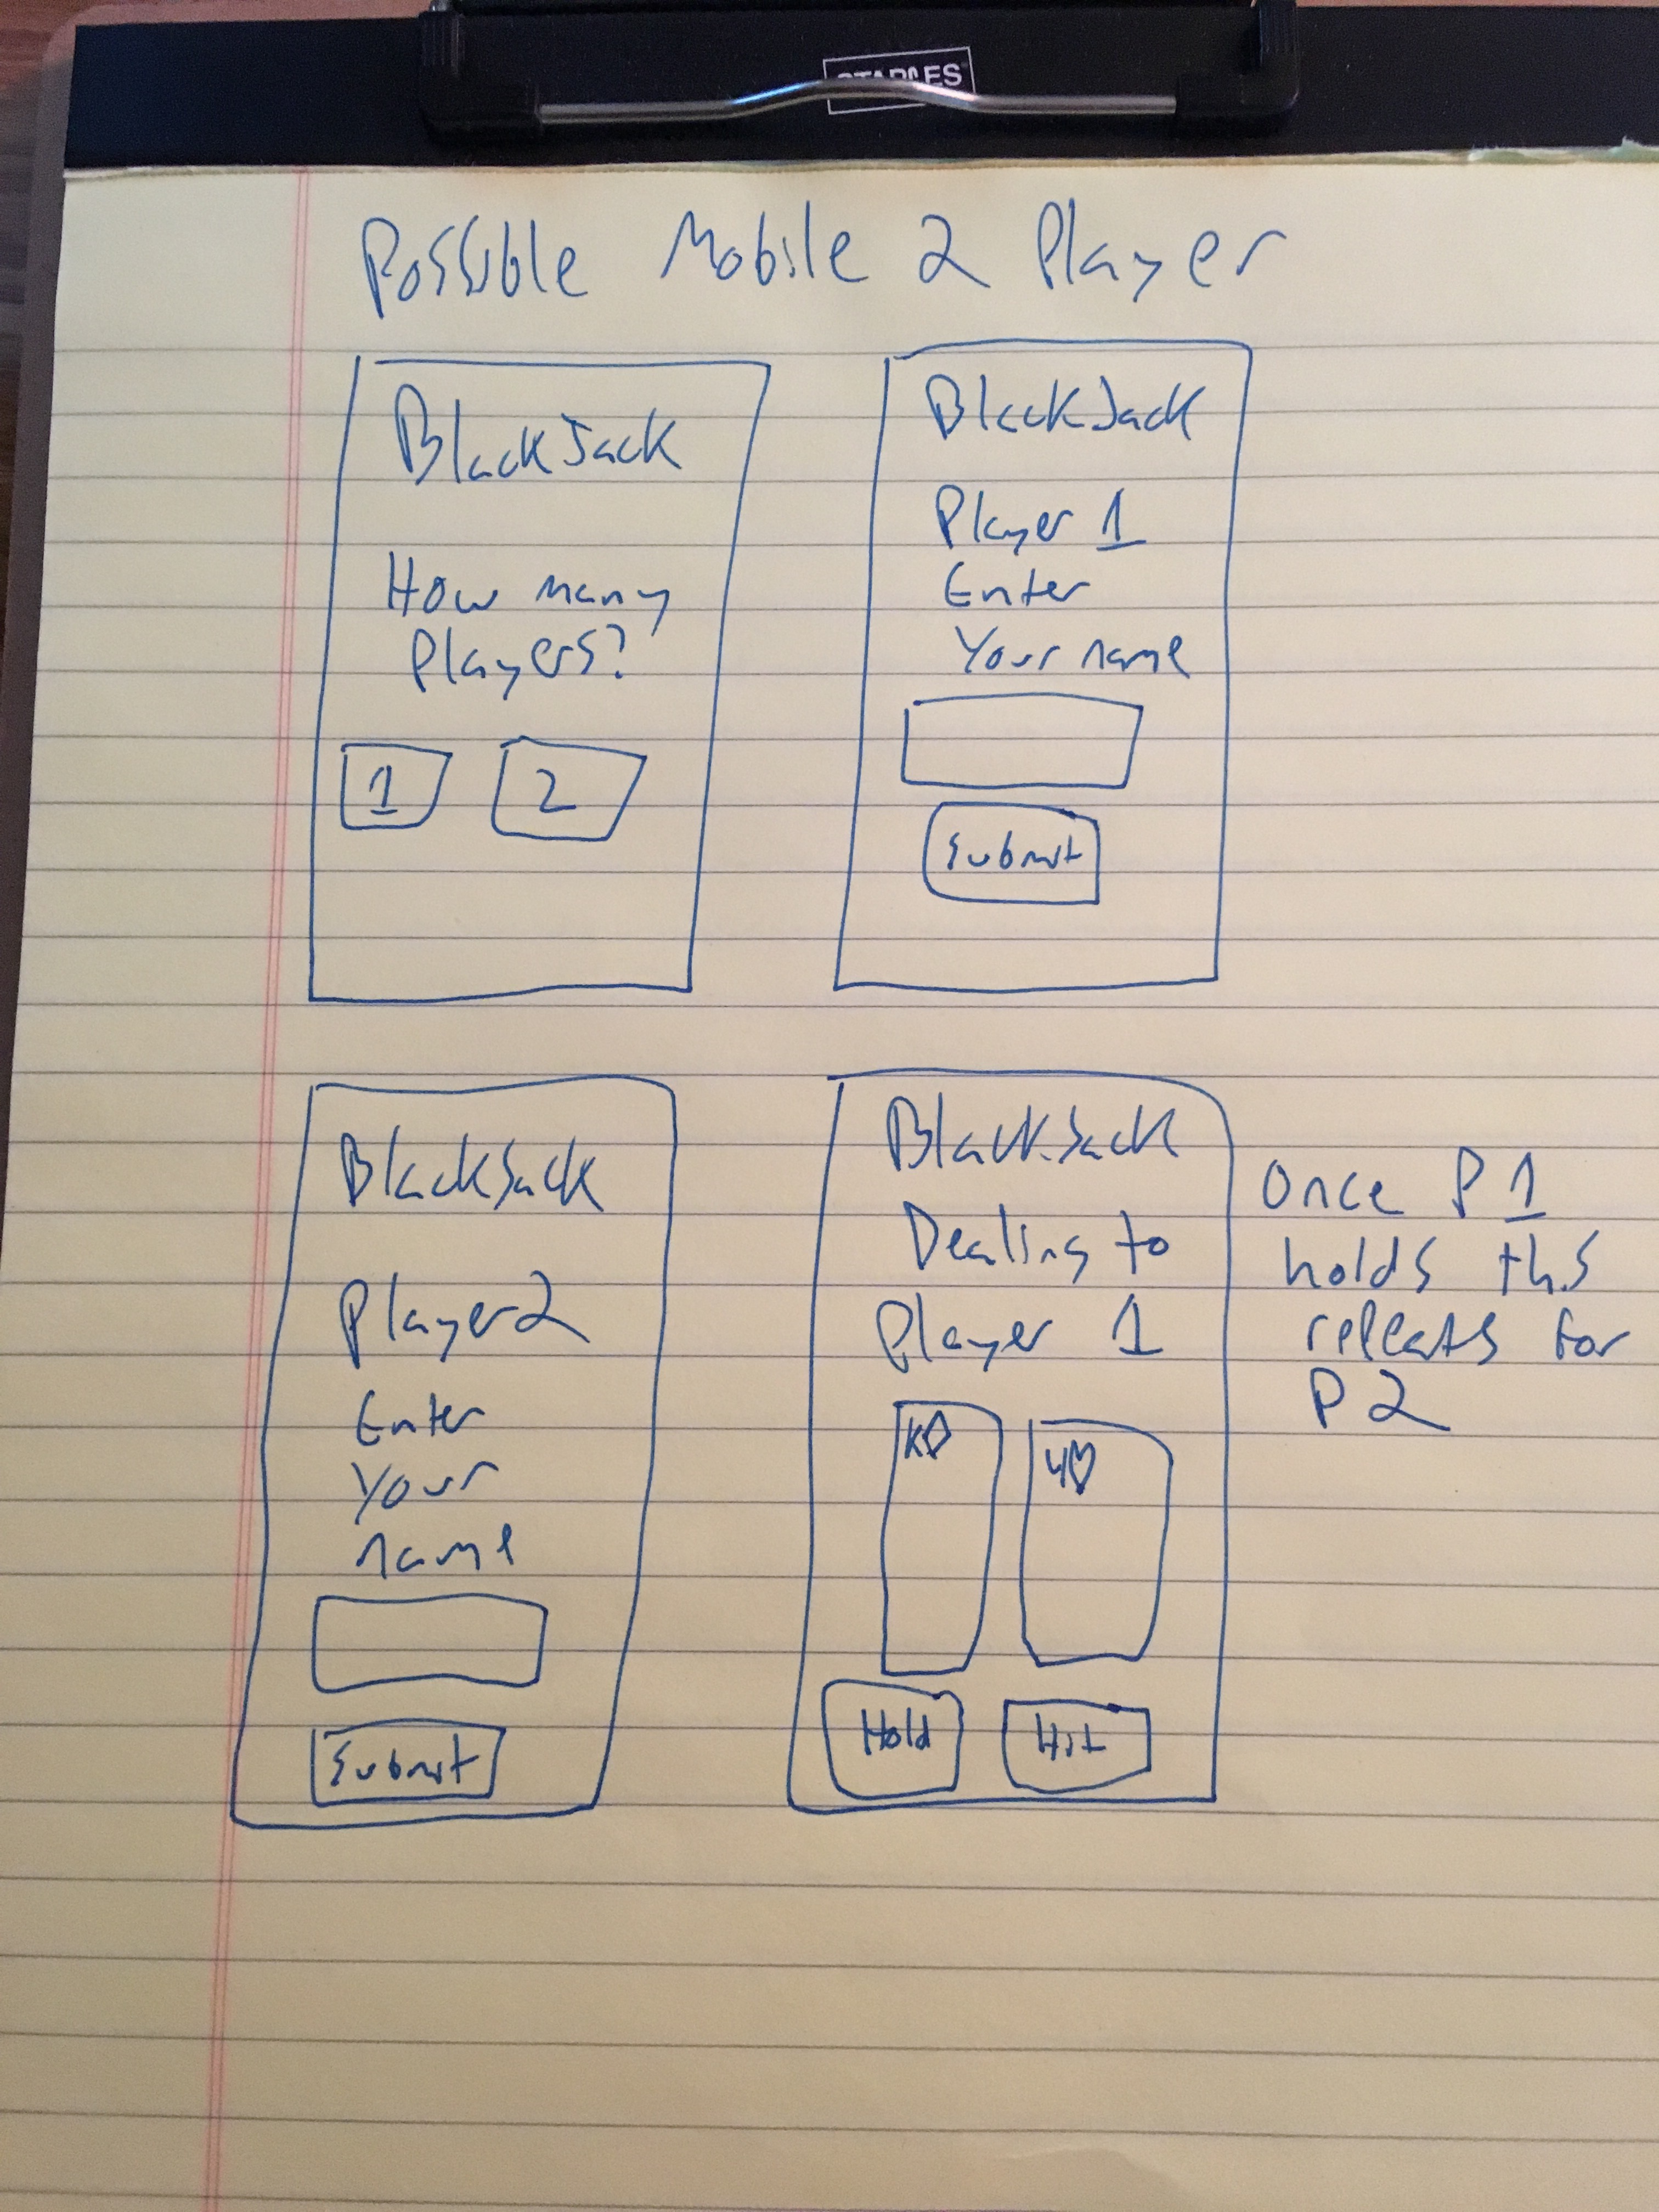 STAPLES
Possible Mobile 2 Player
BlackJack
How many
players?
1 2
BlackJack
Player 1
Enter
Your name
Submit
BlackJack
Player 2
Enter
Your
name
Submit
BlackJack
Dealing to
Player 1
K♢ 4♡
Hold Hit
Once P1
holds this
repeats for
P2